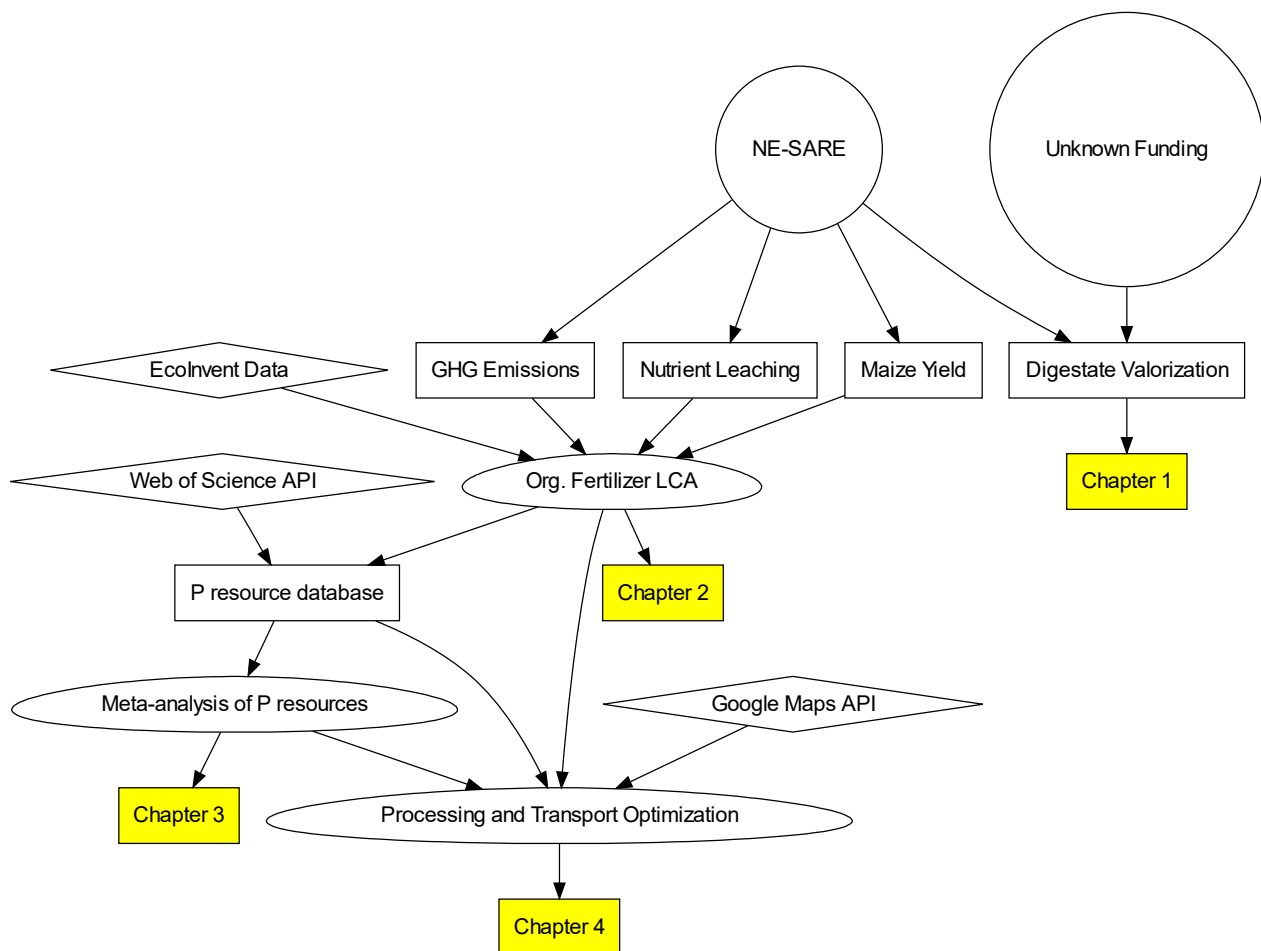 NE-SARE
Unknown Funding
EcoInvent Data
GHG Emissions
Nutrient Leaching
Maize Yield
Digestate Valorization
Web of Science API
Org. Fertilizer LCA
Chapter 1
P resource database
Chapter 2
Meta-analysis of P resources
Google Maps API
Chapter 3
Processing and Transport Optimization
Chapter 4